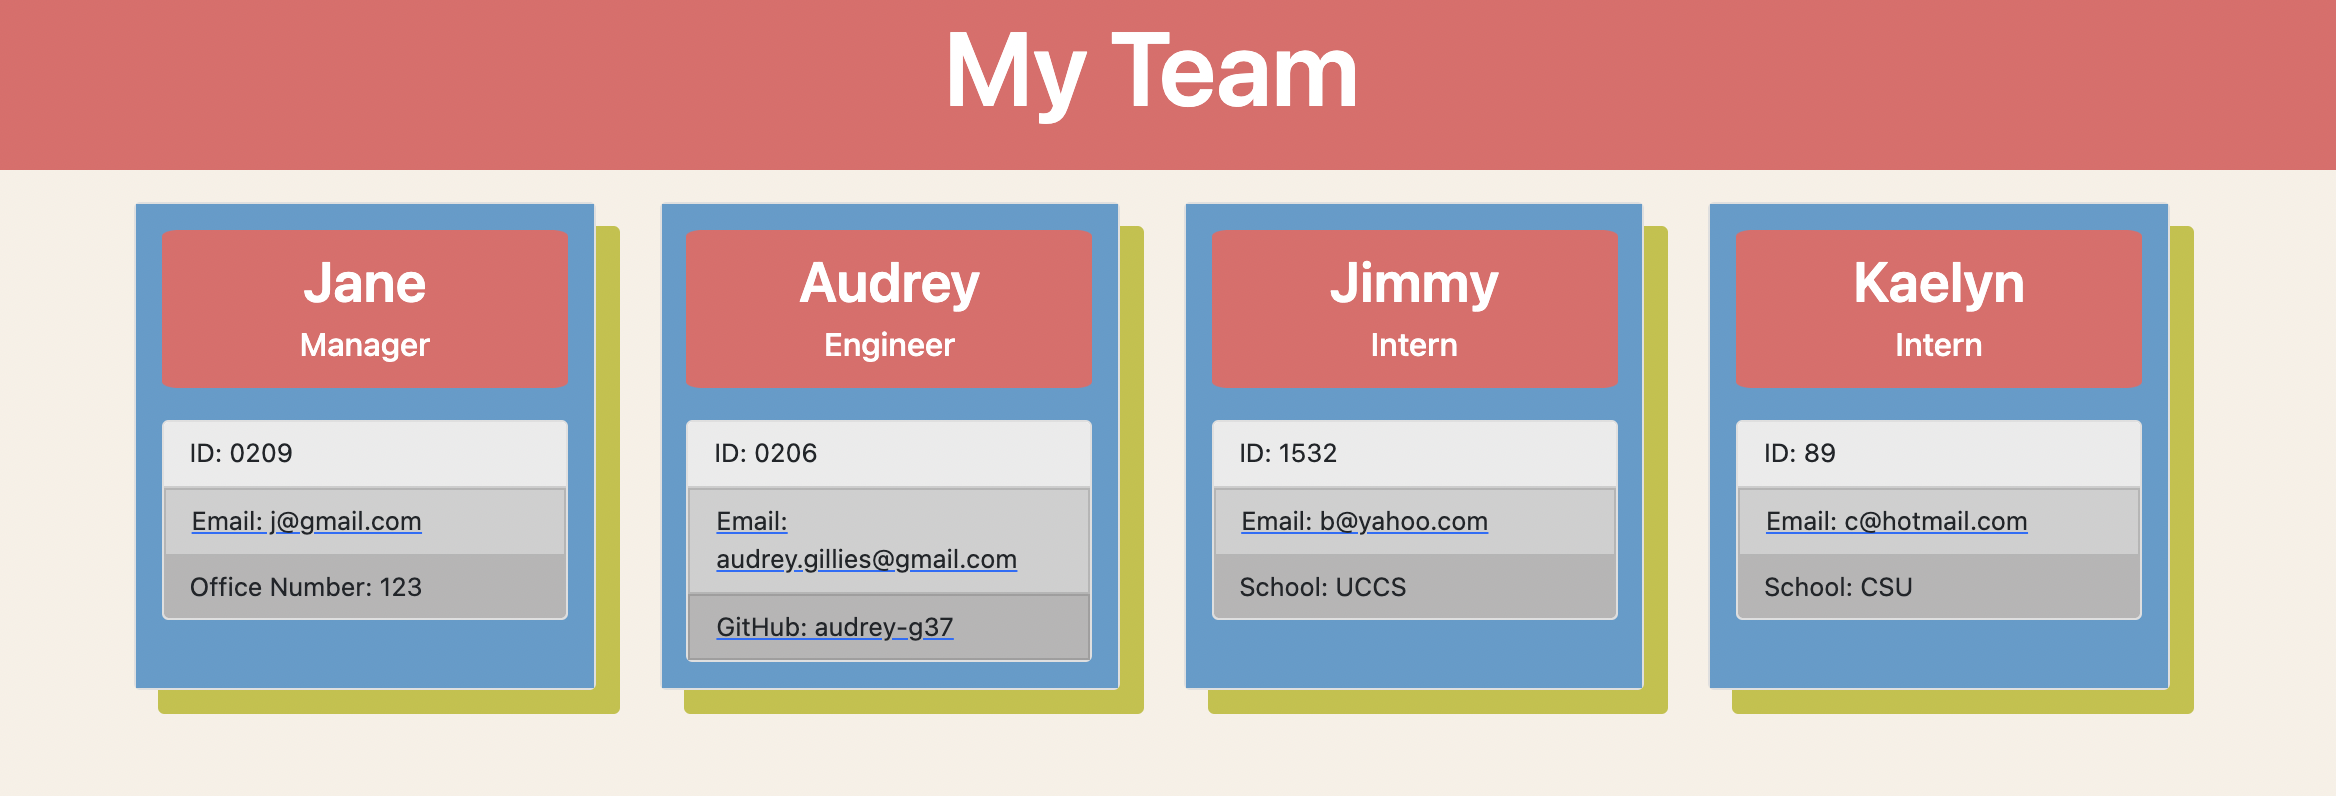 My Team
Jane
Manager
ID: 0209
Email: j@gmail.com
Office Number: 123
Audrey
Engineer
ID: 0206
Email:
audrey.gillies@gmail.com
GitHub: audrey-g37
Jimmy
Intern
ID: 1532
Email: b@yahoo.com
School: UCCS
Kaelyn
Intern
ID: 89
Email: c@hotmail.com
School: CSU